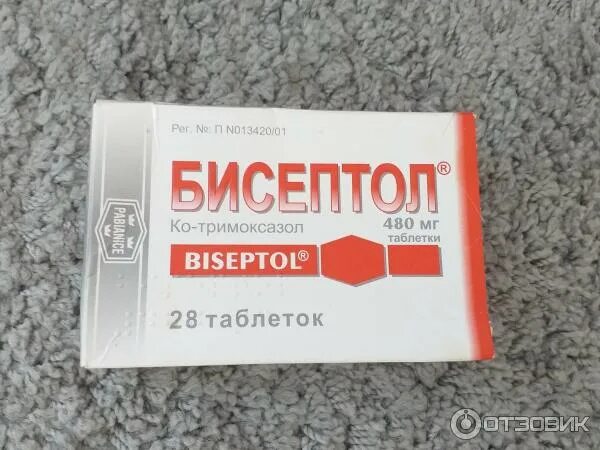 Рег. №: П N013420/01
БИСЕПТОЛ®
Ко-тримоксазол
480 мг
таблетки
BISEPTOL®
28 таблеток
PABIANICE
ОТЗОВИК